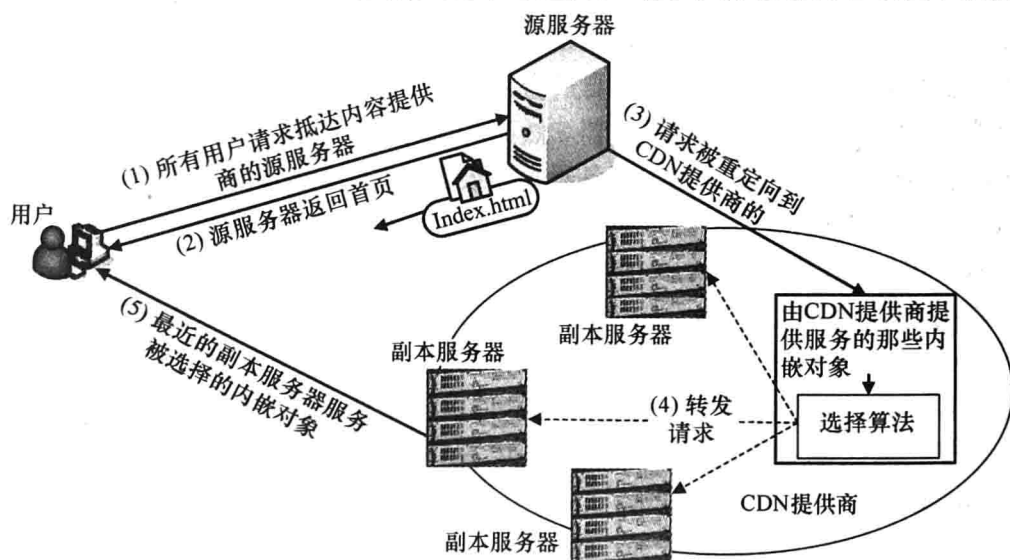 源服务器
(1) 所有用户请求抵达内容提供
商的源服务器
(2) 源服务器返回首页
Index.html
用户
(3) 请求被重定向到
CDN提供商的
副本服务器
由CDN提供商提
供服务的那些内
嵌对象
选择算法
副本服务器
(4) 转发
请求
(5) 最近的副本服务器服务
被选择的内嵌对象
CDN提供商
副本服务器